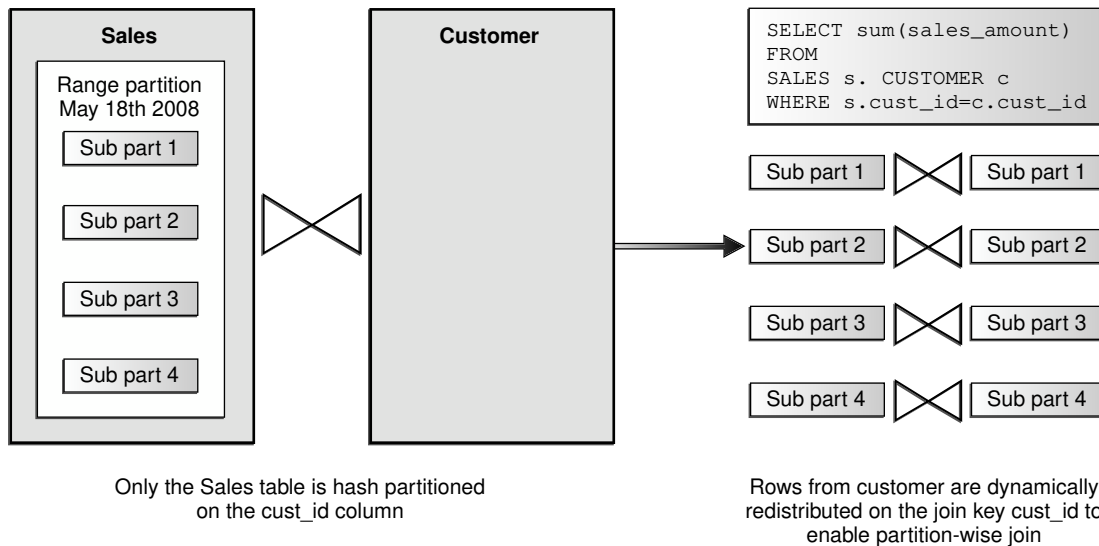 Sales
Range partition
May 18th 2008
Sub part 1
Sub part 2
Sub part 3
Sub part 4
Customer
SELECT sum(sales_amount)
FROM
SALES s. CUSTOMER c
WHERE s.cust_id=c.cust_id
Sub part 1 Sub part 1
Sub part 2 Sub part 2
Sub part 3 Sub part 3
Sub part 4 Sub part 4
Only the Sales table is hash partitioned
on the cust_id column
Rows from customer are dynamically
redistributed on the join key cust_id to
enable partition-wise join